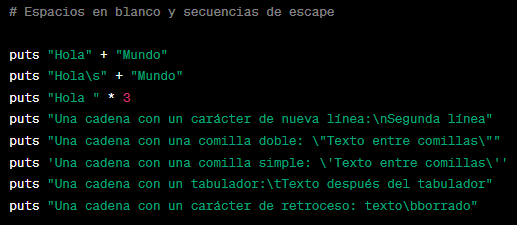 # Espacios en blanco y secuencias de escape
puts "Hola" + "Mundo"
puts "Hola\s" + "Mundo"
puts "Hola " * 3
puts "Una cadena con un carácter de nueva línea:\nSegunda línea"
puts "Una cadena con una comilla doble: \"Texto entre comillas\""
puts 'Una cadena con una comilla simple: \'Texto entre comillas\''
puts "Una cadena con un tabulador:\tTexto después del tabulador"
puts "Una cadena con un carácter de retroceso: texto\bborrado"